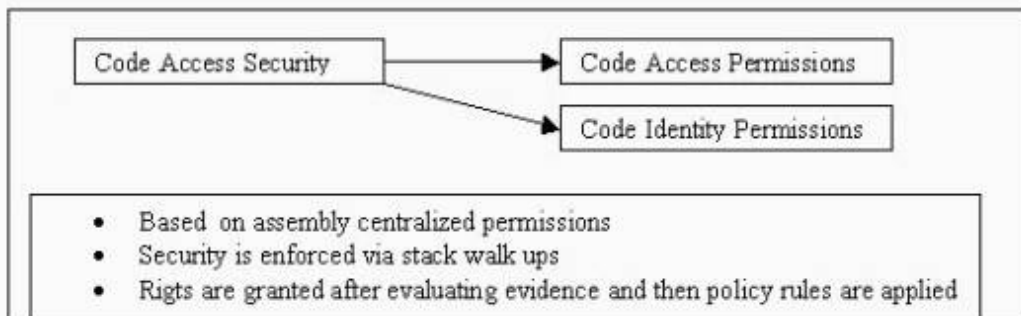 Code Access Security
Code Access Permissions
Code Identity Permissions
• Based on assembly centralized permissions
• Security is enforced via stack walk ups
• Rigts are granted after evaluating evidence and then policy rules are applied